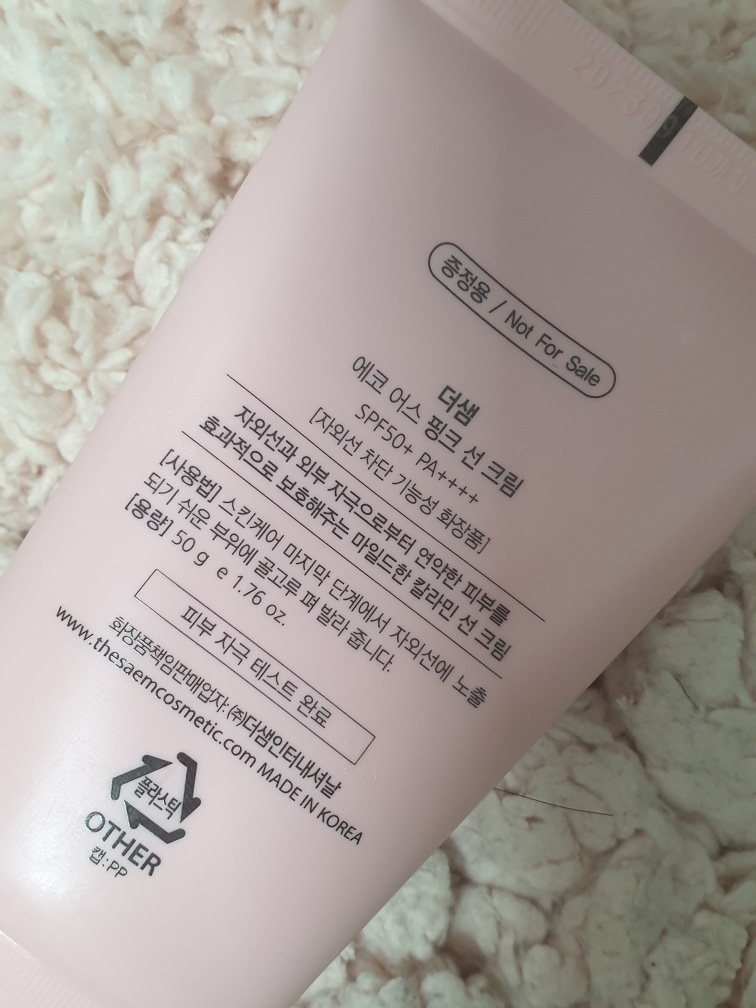 증정용 / Not For Sale
더샘
에코 어스 핑크 선 크림
SPF50+ PA++++
[자외선 차단 기능성 화장품]
자외선과 외부 자극으로부터 연약한 피부를
효과적으로 보호해주는 마일드한 칼라민 선 크림
[사용법] 스킨케어 마지막 단계에서 자외선에 노출
되기 쉬운 부위에 골고루 펴 발라 줍니다.
[용량] 50 g e 1.76 oz.
피부 자극 테스트 완료
화장품책임판매업자: (주)더샘인터내셔날
www.thesaemcosmetic.com MADE IN KOREA
플라스틱
OTHER
캡:PP